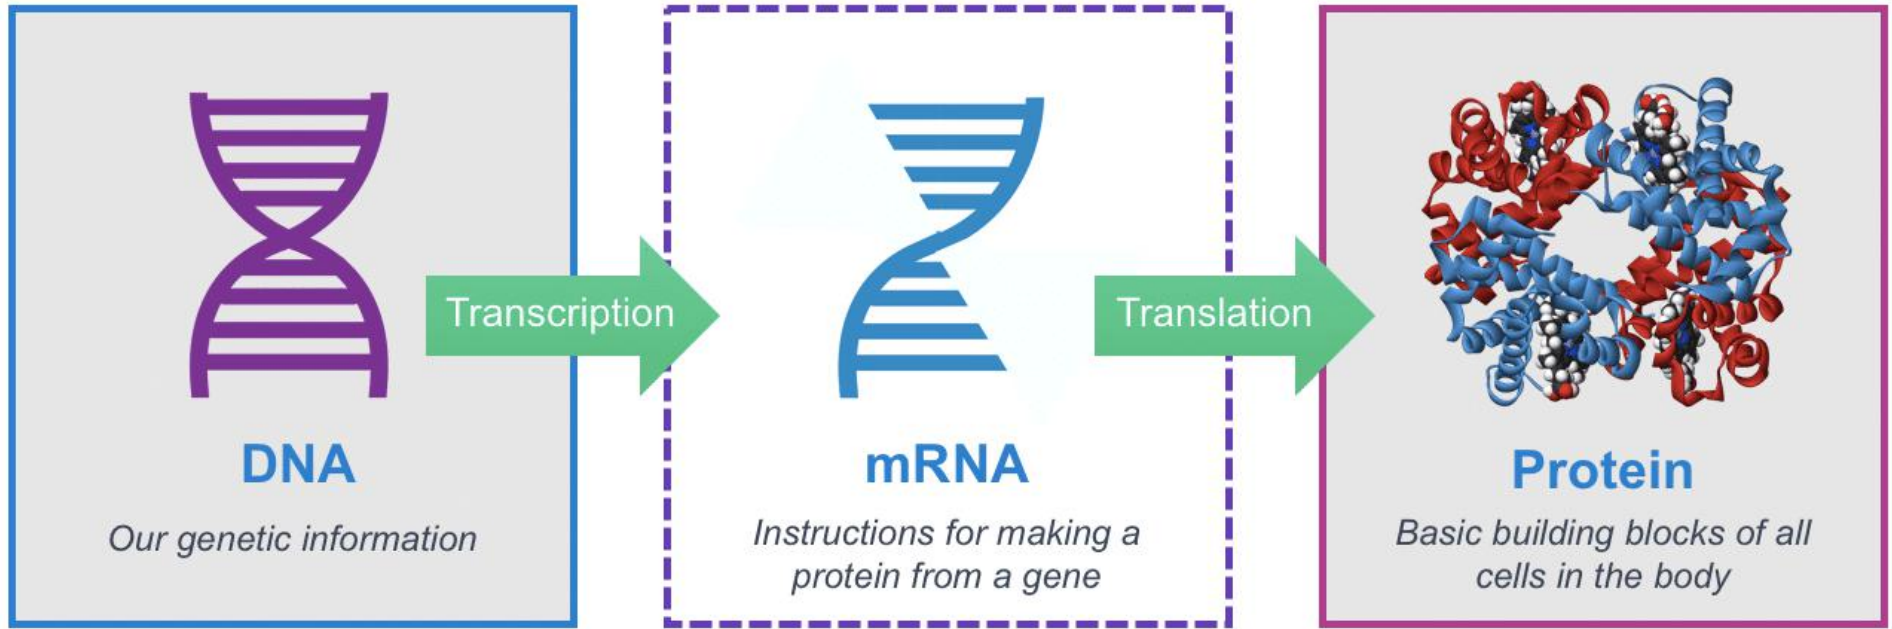 Transcription
Translation
DNA
mRNA
Protein
Our genetic information
Instructions for making a
protein from a gene
Basic building blocks of all
cells in the body